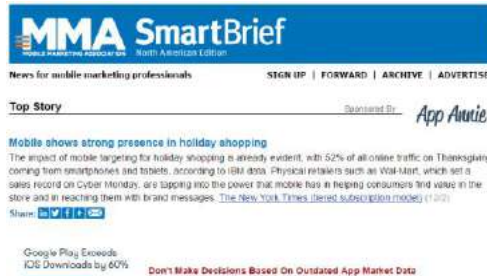 MMA SmartBrief
MOBILE MARKETING ASSOCIATION North American Edition
News for mobile marketing professionals SIGN UP | FORWARD | ARCHIVE | ADVERTISE
Top Story Sponsored By App Annie
Mobile shows strong presence in holiday shopping
The impact of mobile targeting for holiday shopping is already evident, with 52% of all online traffic on Thanksgiving
coming from smartphones and tablets, according to IBM data. Physical retailers such as Wal-Mart, which set a
sales record on Cyber Monday, are tapping into the power that mobile has in helping consumers find value in the
store and in reaching them with brand messages. The New York Times (tiered subscription model) (12/2)
Share:
Google Play Exceeds
iOS Downloads by 60%
Don't Make Decisions Based On Outdated App Market Data